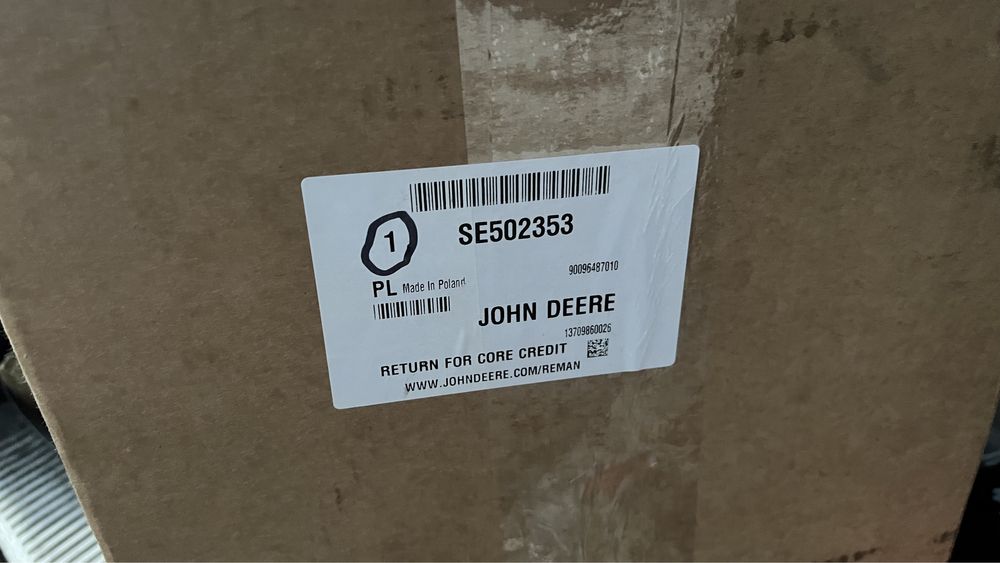 1
SE502353
90096487010
PL Made In Poland
JOHN DEERE
13709860026
RETURN FOR CORE CREDIT
WWW.JOHNDEERE.COM/REMAN